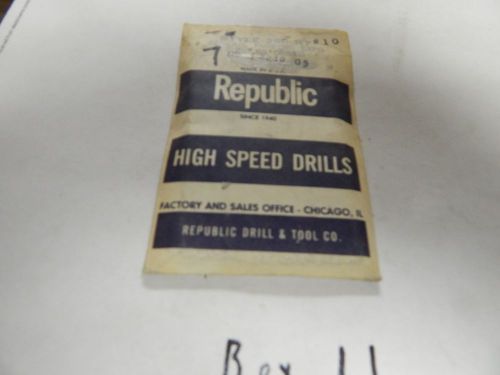 7
Republic
SINCE 1940
HIGH SPEED DRILLS
FACTORY AND SALES OFFICE - CHICAGO, IL
REPUBLIC DRILL & TOOL CO.
Box 11